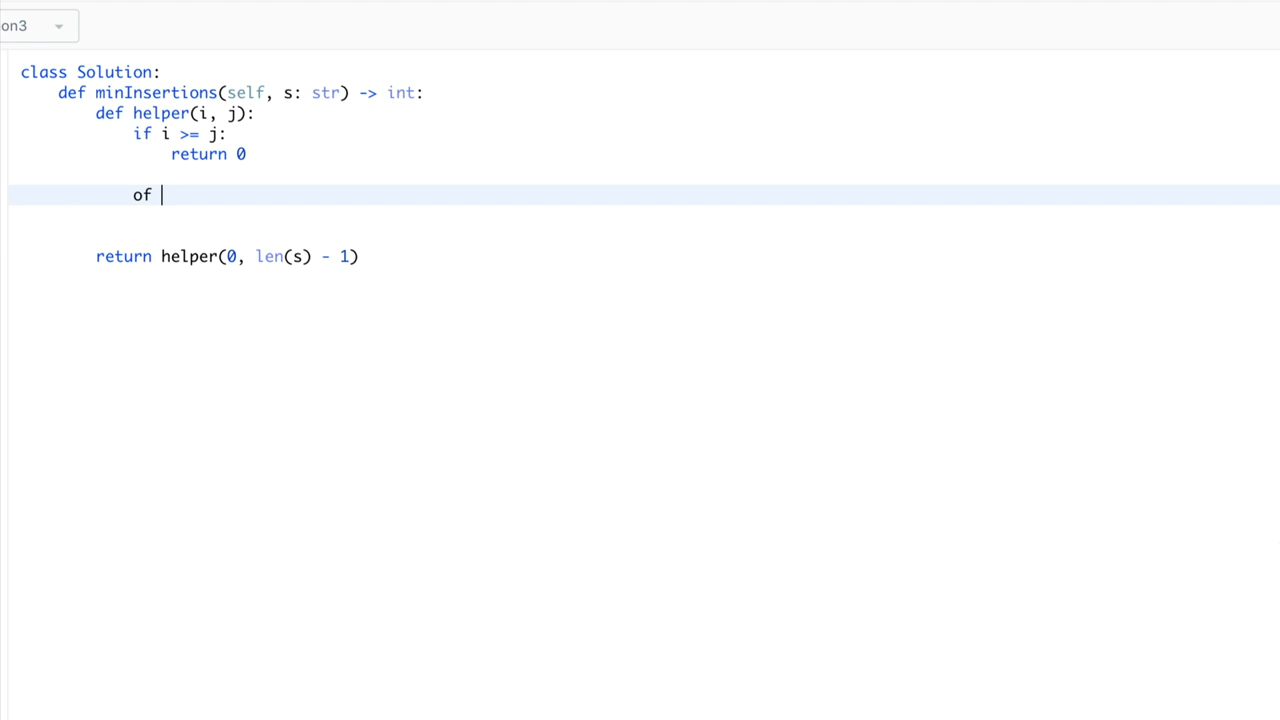 on3
class Solution:
def minInsertions(self, s: str) -> int:
def helper(i, j):
if i >= j:
return 0
of
return helper(0, len(s) - 1)